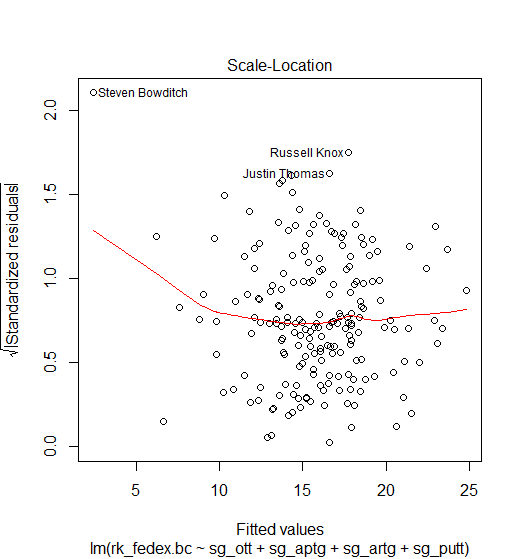 Scale-Location
√|Standardized residuals|
2.0
1.5
1.0
0.5
0.0
Steven Bowditch
Russell Knox
Justin Thomas
5 10 15 20 25
Fitted values
lm(rk_fedex.bc ~ sg_ott + sg_aptg + sg_artg + sg_putt)